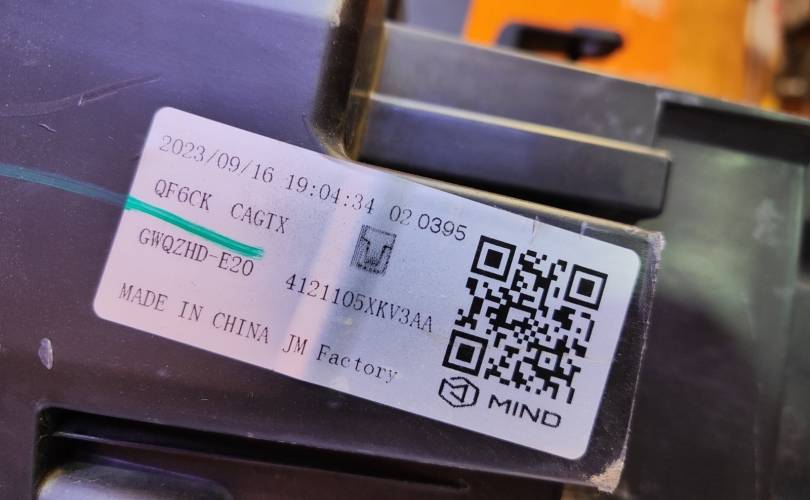 2023/09/16 19:04:34 02 0395
QF6CK CAGTX
GWQZHD-E20
4121105XKV3AA
MADE IN CHINA JM Factory
MIND